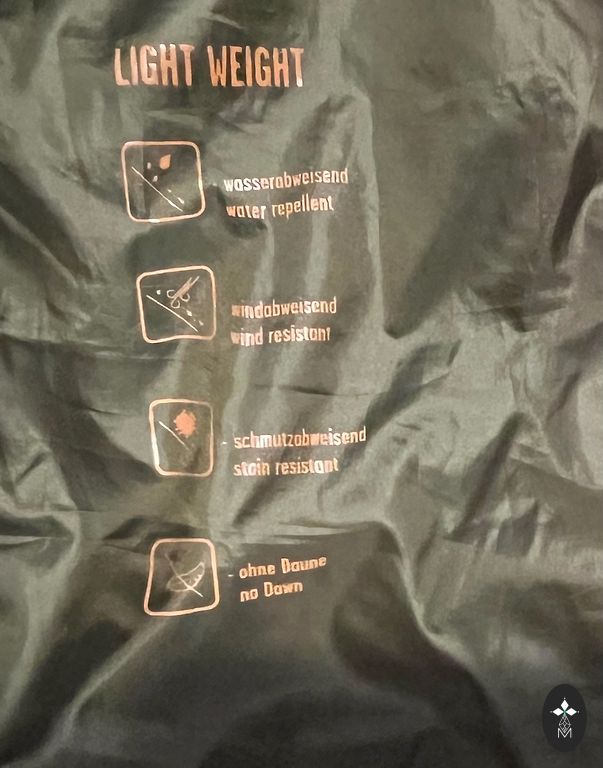 LIGHT WEIGHT
- wasserabweisend
water repellent
windabweisend
wind resistant
- schmutzabweisend
stain resistant
- ohne Daune
no Down
M